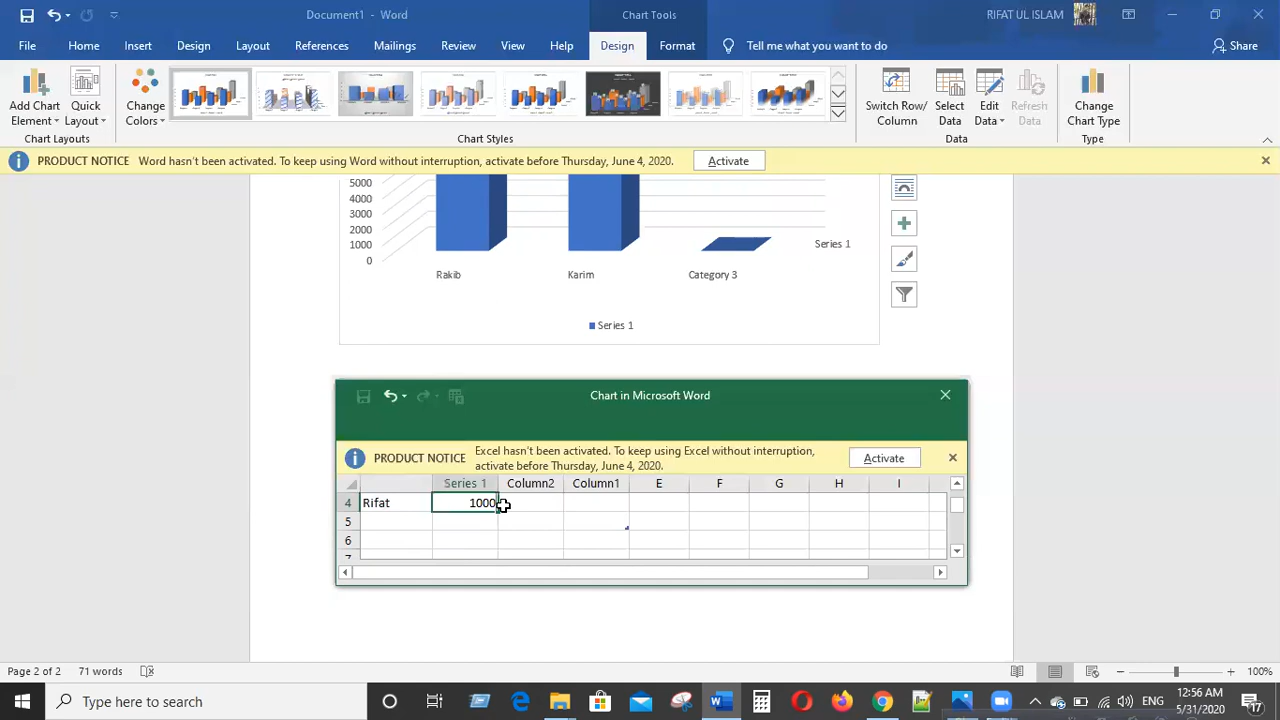 Document1 - Word
Chart Tools
RIFAT UL ISLAM
File Home Insert Design Layout References Mailings Review View Help Design Format Tell me what you want to do Share
Add Chart Element
Quick Layout
Change Colors
Switch Row/ Column
Select Data
Edit Data
Refresh Data
Change Chart Type
Chart Layouts Chart Styles Data Type
PRODUCT NOTICE Word hasn't been activated. To keep using Word without interruption, activate before Thursday, June 4, 2020. Activate
5000
4000
3000
2000
1000
0
Series 1
Rakib Karim Category 3
Series 1
Chart in Microsoft Word
PRODUCT NOTICE Excel hasn't been activated. To keep using Excel without interruption,
activate before Thursday, June 4, 2020.
Activate
Series 1 Column2 Column1 E F G H I
4 Rifat 1000
5
6
7
Page 2 of 2 71 words 100%
Type here to search
ENG
12:56 AM
5/31/2020
17